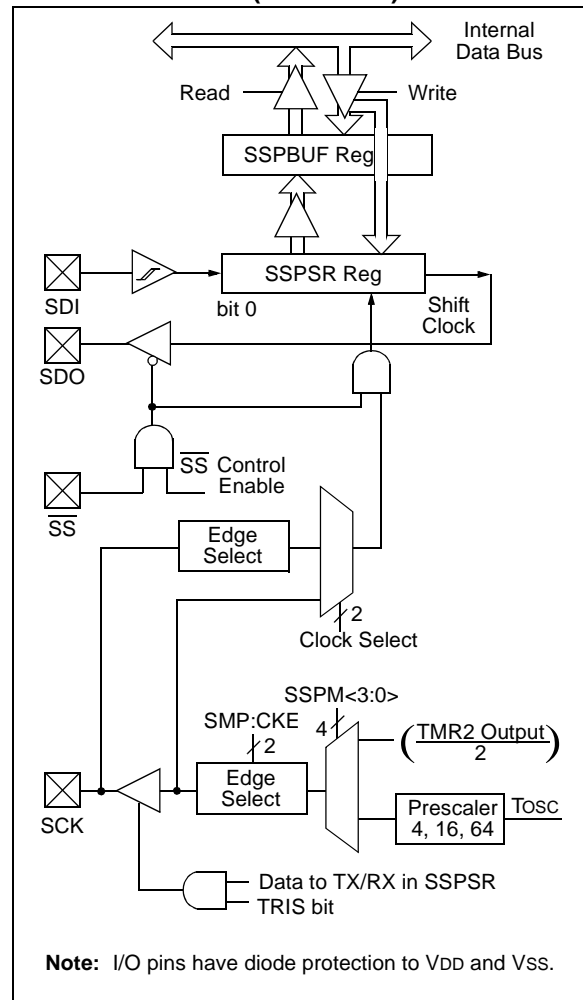 Internal
Data Bus
Read
Write
SSPBUF Reg
SSPSR Reg
SDI
bit 0
Shift
Clock
SDO
SS Control
Enable
SS
Edge
Select
2
Clock Select
SSPM<3:0>
SMP:CKE
4
2
(TMR2 Output
2)
Edge
Select
Prescaler
4, 16, 64
TOSC
SCK
Data to TX/RX in SSPSR
TRIS bit
Note: I/O pins have diode protection to VDD and VSS.